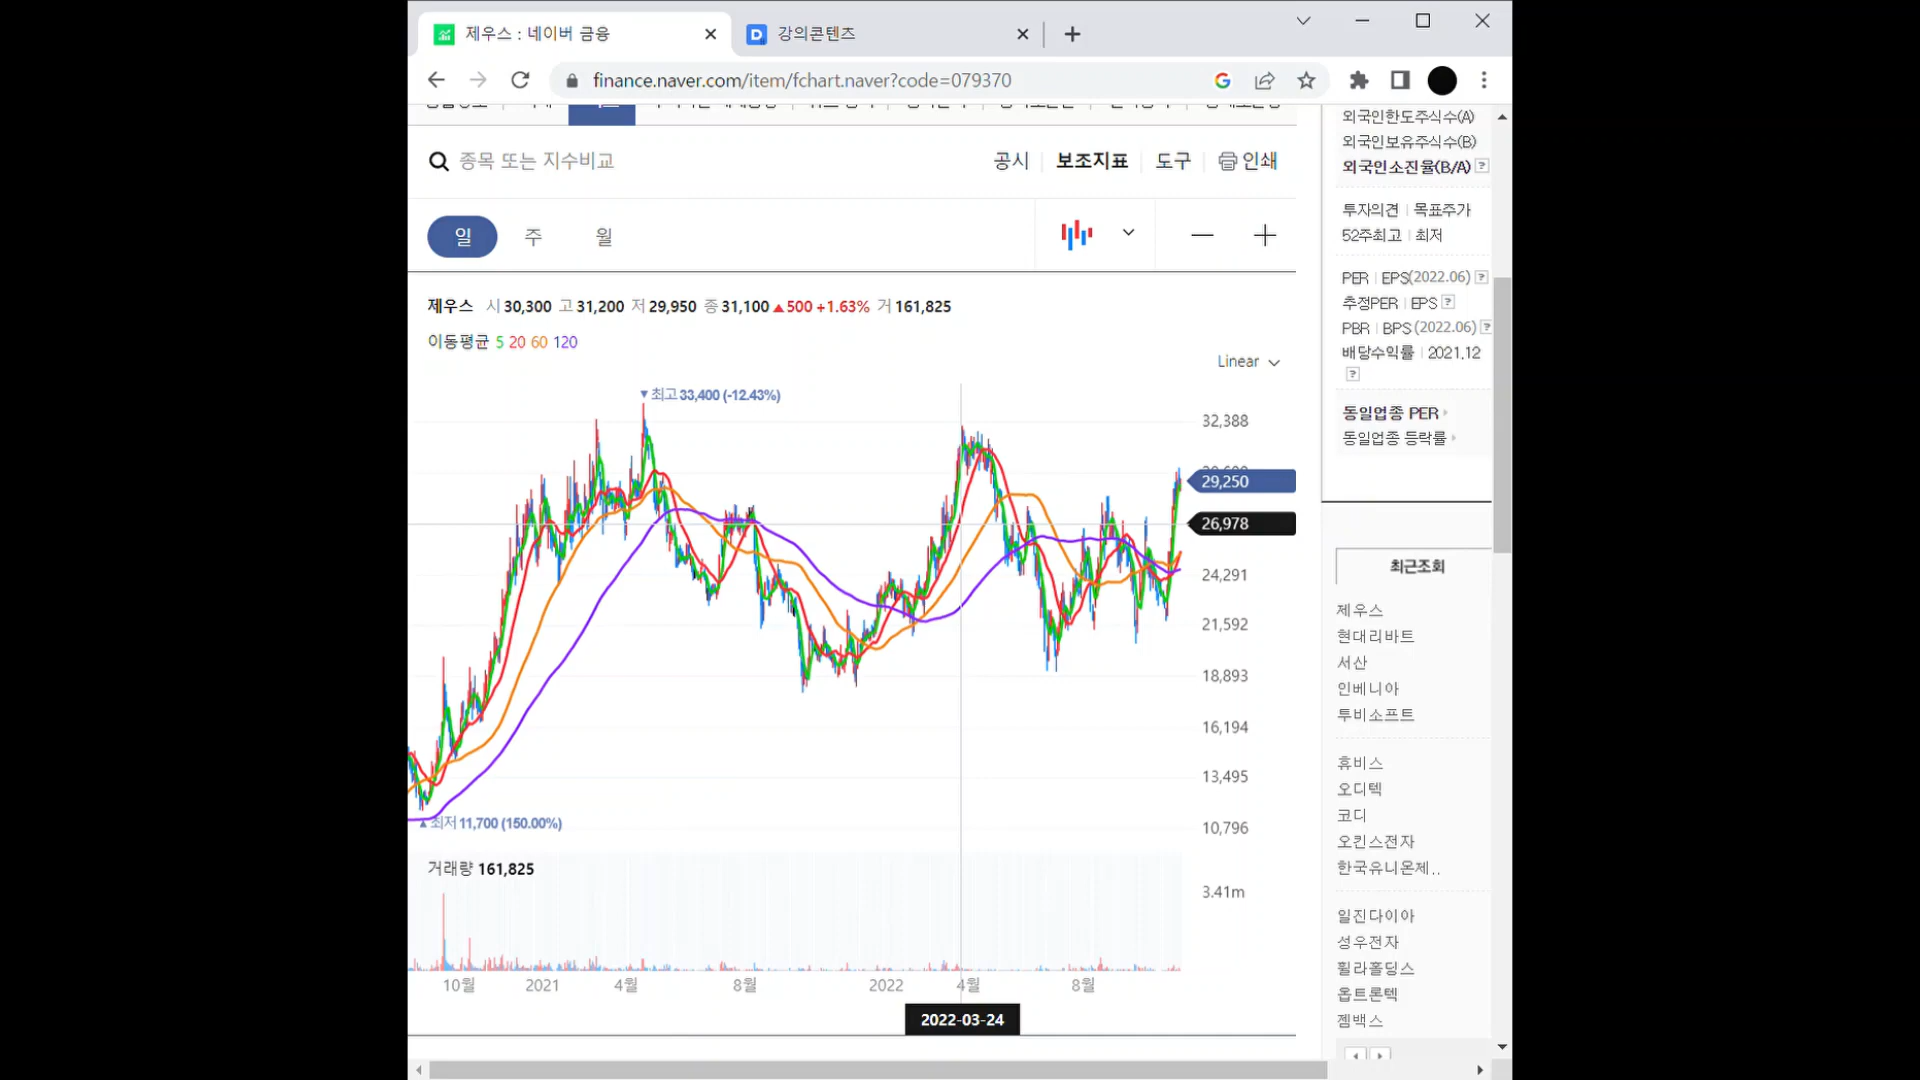 제우스 : 네이버 금융
강의콘텐츠
finance.naver.com/item/fchart.naver?code=079370
종목 또는 지수비교
공시 보조지표 도구 인쇄
일 주 월
제우스 시 30,300 고 31,200 저 29,950 종 31,100 ▲500 +1.63% 거 161,825
이동평균 5 20 60 120
Linear
▼최고 33,400 (-12.43%)
32,388
29,250
26,978
24,291
21,592
18,893
16,194
13,495
▲최저 11,700 (150.00%)
10,796
거래량 161,825
3.41m
10월 2021 4월 8월 2022 4월 8월
2022-03-24
외국인한도주식수(A)
외국인보유주식수(B)
외국인소진율(B/A) ?
투자의견 | 목표주가
52주최고 | 최저
PER | EPS(2022.06) ?
추정PER | EPS ?
PBR | BPS (2022.06) ?
배당수익률 | 2021.12
?
동일업종 PER
동일업종 등락률
최근조회
제우스
현대리바트
서산
인베니아
투비소프트
휴비스
오디텍
코디
오킨스전자
한국유니온제..
일진다이아
성우전자
휠라홀딩스
옵트론텍
젬백스